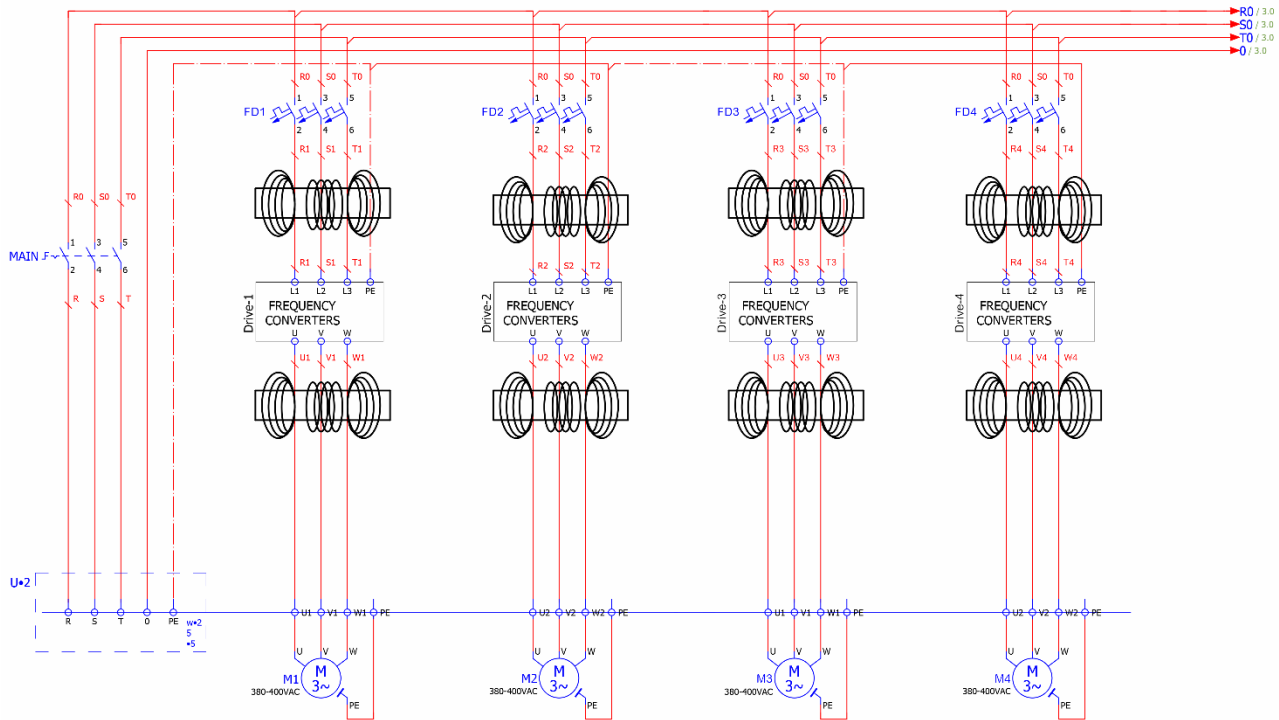 R0 / 3.0
S0 / 3.0
T0 / 3.0
0 / 3.0
R0 S0 T0 R0 S0 T0 R0 S0 T0 R0 S0 T0
1 3 5 1 3 5 1 3 5 1 3 5
FD1 FD2 FD3 FD4
2 4 6 2 4 6 2 4 6 2 4 6
R1 S1 T1 R2 S2 T2 R3 S3 T3 R4 S4 T4
R0 S0 T0
1 3 5
MAIN
2 4 6
R1 S1 T1 R2 S2 T2 R3 S3 T3 R4 S4 T4
L1 L2 L3 PE L1 L2 L3 PE L1 L2 L3 PE L1 L2 L3 PE
R S T
Drive-1 Drive-2 Drive-3 Drive-4
FREQUENCY FREQUENCY FREQUENCY FREQUENCY
CONVERTERS CONVERTERS CONVERTERS CONVERTERS
U V W U V W U V W U V W
U1 V1 W1 U2 V2 W2 U3 V3 W3 U4 V4 W4
U•2
U1 V1 W1 PE U2 V2 W2 PE U1 V1 W1 PE U2 V2 W2 PE
R S T 0 PE w•2
5
•5
U V W U V W U V W U V W
M1 M M2 M M3 M M4 M
3~ 3~ 3~ 3~
380-400VAC 380-400VAC 380-400VAC 380-400VAC
PE PE PE PE